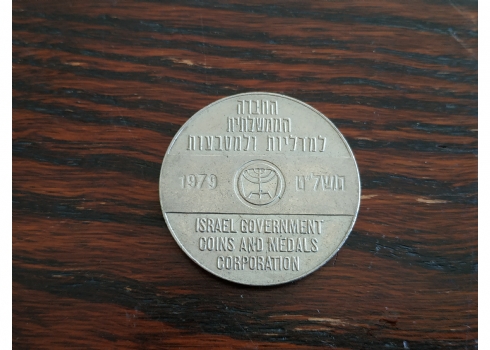 החברה
הממשלתית
למדליות ולמטבעות
1979 תשל"ט
ISRAEL GOVERNMENT
COINS AND MEDALS
CORPORATION